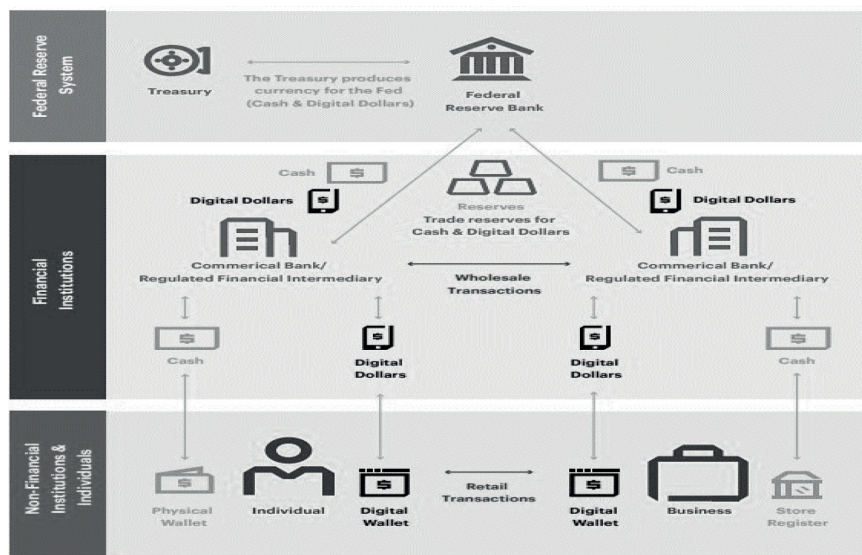 Federal Reserve
System
Treasury
The Treasury produces
currency for the Fed
(Cash & Digital Dollars)
Federal
Reserve Bank
Financial
Institutions
Cash
$
Digital Dollars
$
Reserves
Trade reserves for
Cash & Digital Dollars
$
Cash
$
Digital Dollars
Commerical Bank/
Regulated Financial Intermediary
Wholesale
Transactions
Commerical Bank/
Regulated Financial Intermediary
$
Cash
$
Digital
Dollars
$
Digital
Dollars
$
Cash
Non-Financial
Institutions &
Individuals
$
Physical
Wallet
Individual
$
Digital
Wallet
Retail
Transactions
$
Digital
Wallet
Business
Store
Register